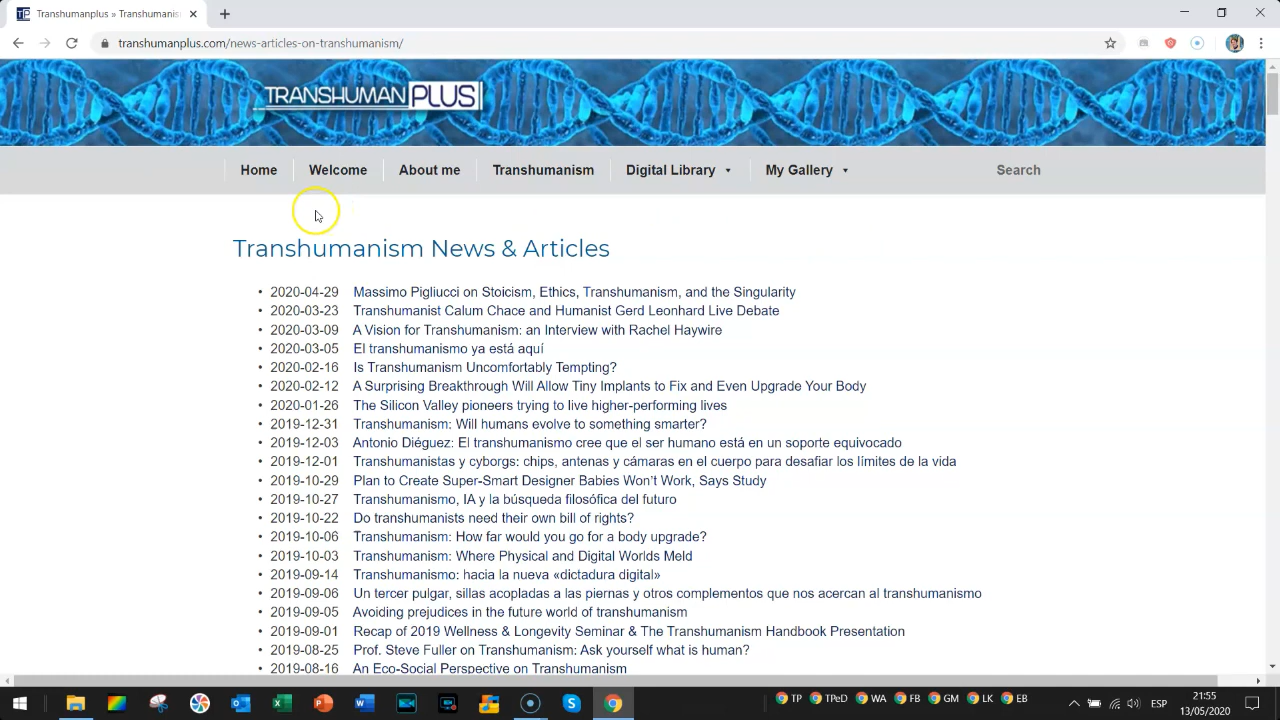 TP Transhumanplus » Transhumanis
transhumanplus.com/news-articles-on-transhumanism/
TRANSHUMAN PLUS
Home Welcome About me Transhumanism Digital Library My Gallery Search
Transhumanism News & Articles
• 2020-04-29 Massimo Pigliucci on Stoicism, Ethics, Transhumanism, and the Singularity
• 2020-03-23 Transhumanist Calum Chace and Humanist Gerd Leonhard Live Debate
• 2020-03-09 A Vision for Transhumanism: an Interview with Rachel Haywire
• 2020-03-05 El transhumanismo ya está aquí
• 2020-02-16 Is Transhumanism Uncomfortably Tempting?
• 2020-02-12 A Surprising Breakthrough Will Allow Tiny Implants to Fix and Even Upgrade Your Body
• 2020-01-26 The Silicon Valley pioneers trying to live higher-performing lives
• 2019-12-31 Transhumanism: Will humans evolve to something smarter?
• 2019-12-03 Antonio Diéguez: El transhumanismo cree que el ser humano está en un soporte equivocado
• 2019-12-01 Transhumanistas y cyborgs: chips, antenas y cámaras en el cuerpo para desafiar los límites de la vida
• 2019-10-29 Plan to Create Super-Smart Designer Babies Won't Work, Says Study
• 2019-10-27 Transhumanismo, IA y la búsqueda filosófica del futuro
• 2019-10-22 Do transhumanists need their own bill of rights?
• 2019-10-06 Transhumanism: How far would you go for a body upgrade?
• 2019-10-03 Transhumanism: Where Physical and Digital Worlds Meld
• 2019-09-14 Transhumanismo: hacia la nueva «dictadura digital»
• 2019-09-06 Un tercer pulgar, sillas acopladas a las piernas y otros complementos que nos acercan al transhumanismo
• 2019-09-05 Avoiding prejudices in the future world of transhumanism
• 2019-09-01 Recap of 2019 Wellness & Longevity Seminar & The Transhumanism Handbook Presentation
• 2019-08-25 Prof. Steve Fuller on Transhumanism: Ask yourself what is human?
• 2019-08-16 An Eco-Social Perspective on Transhumanism
TP TPeD WA FB GM LK EB
ESP
21:55
13/05/2020